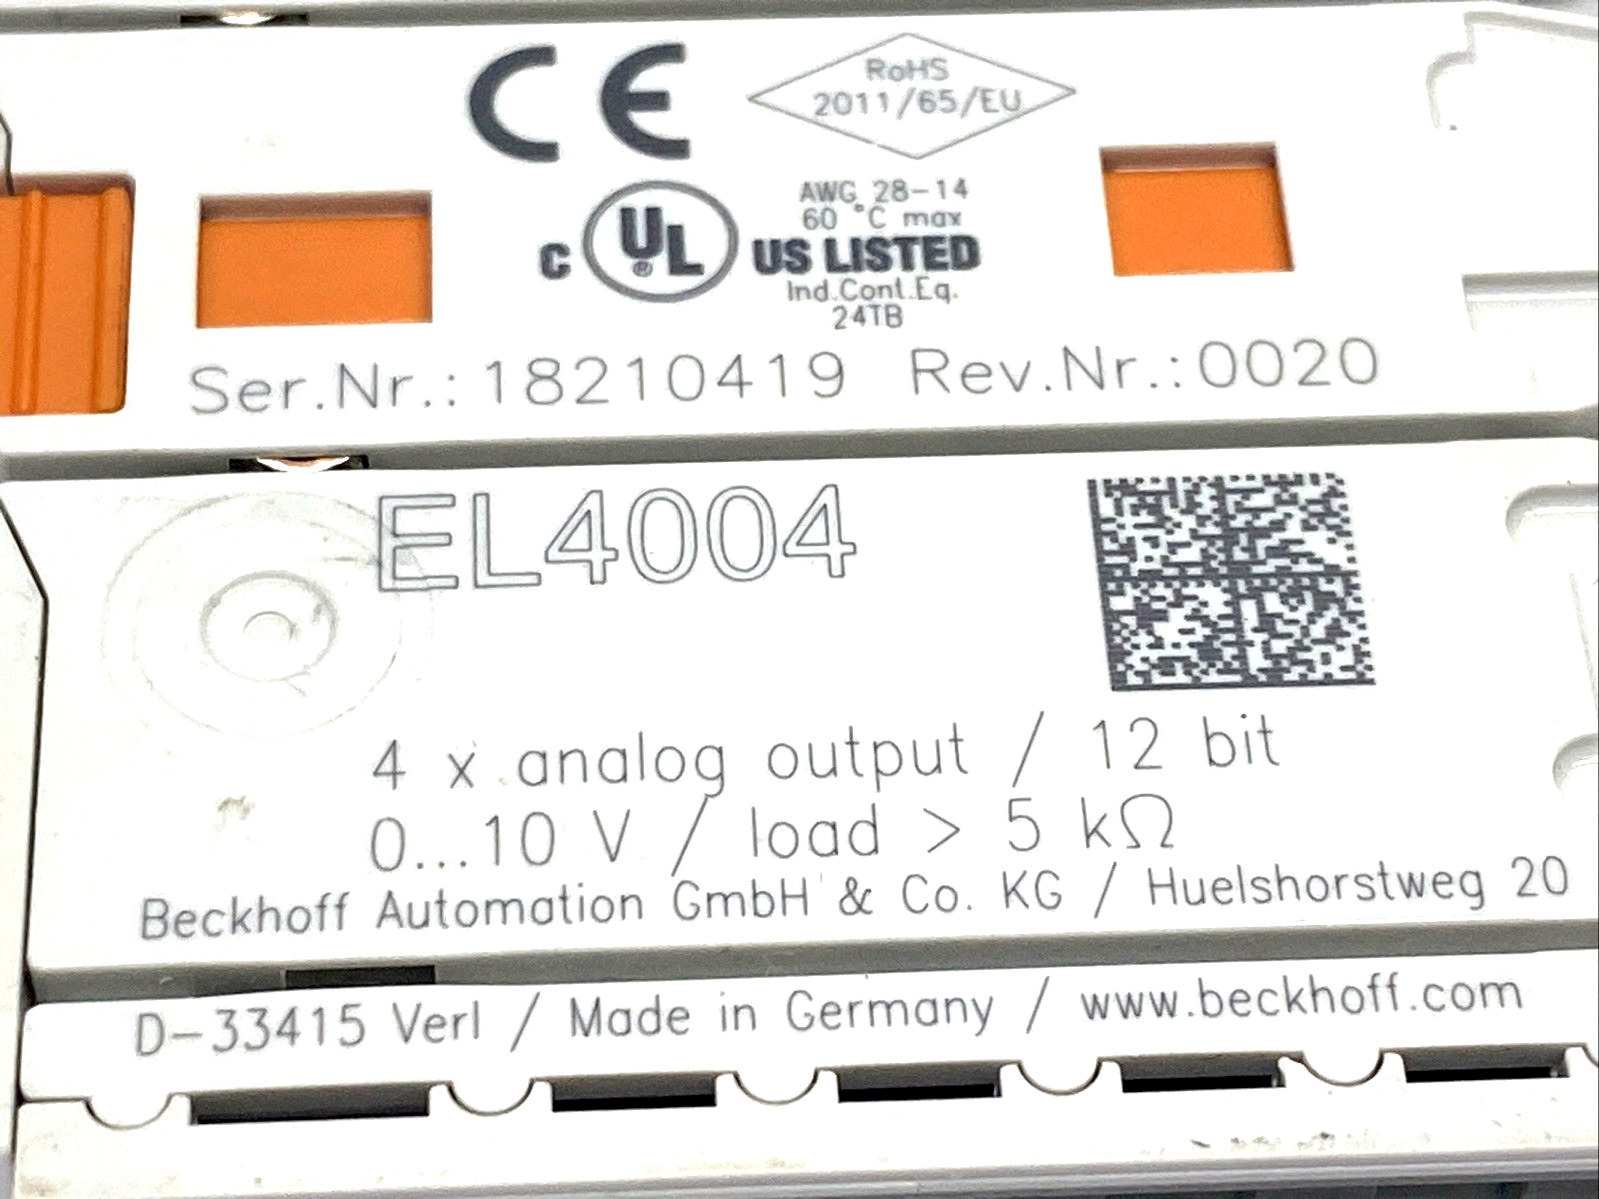 CE
RoHS
2011/65/EU
AWG 28-14
60 °C max
C UL ® US LISTED
Ind.Cont.Eq.
24TB
Ser.Nr.:18210419 Rev.Nr.:0020
EL4004
4 x analog output / 12 bit
0...10 V / load > 5 kΩ
Beckhoff Automation GmbH & Co. KG / Huelshorstweg 20
D-33415 Verl / Made in Germany / www.beckhoff.com